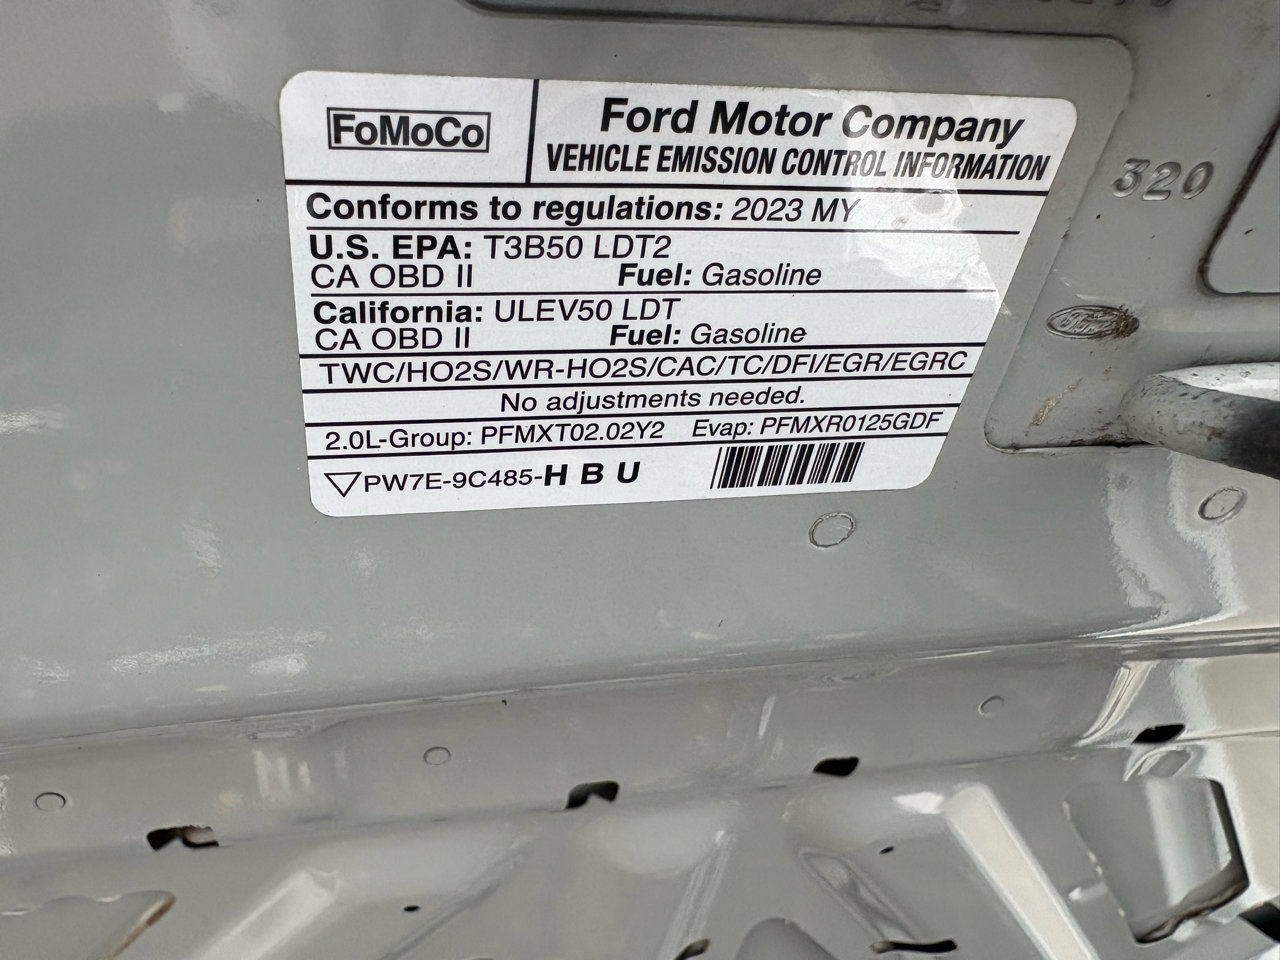 FoMoCo
Ford Motor Company
VEHICLE EMISSION CONTROL INFORMATION
Conforms to regulations: 2023 MY
U.S. EPA: T3B50 LDT2
CA OBD II Fuel: Gasoline
California: ULEV50 LDT
CA OBD II Fuel: Gasoline
TWC/HO2S/WR-HO2S/CAC/TC/DFI/EGR/EGRC
No adjustments needed.
2.0L-Group: PFMXT02.02Y2 Evap: PFMXR0125GDF
PW7E-9C485-H B U
320
Ford